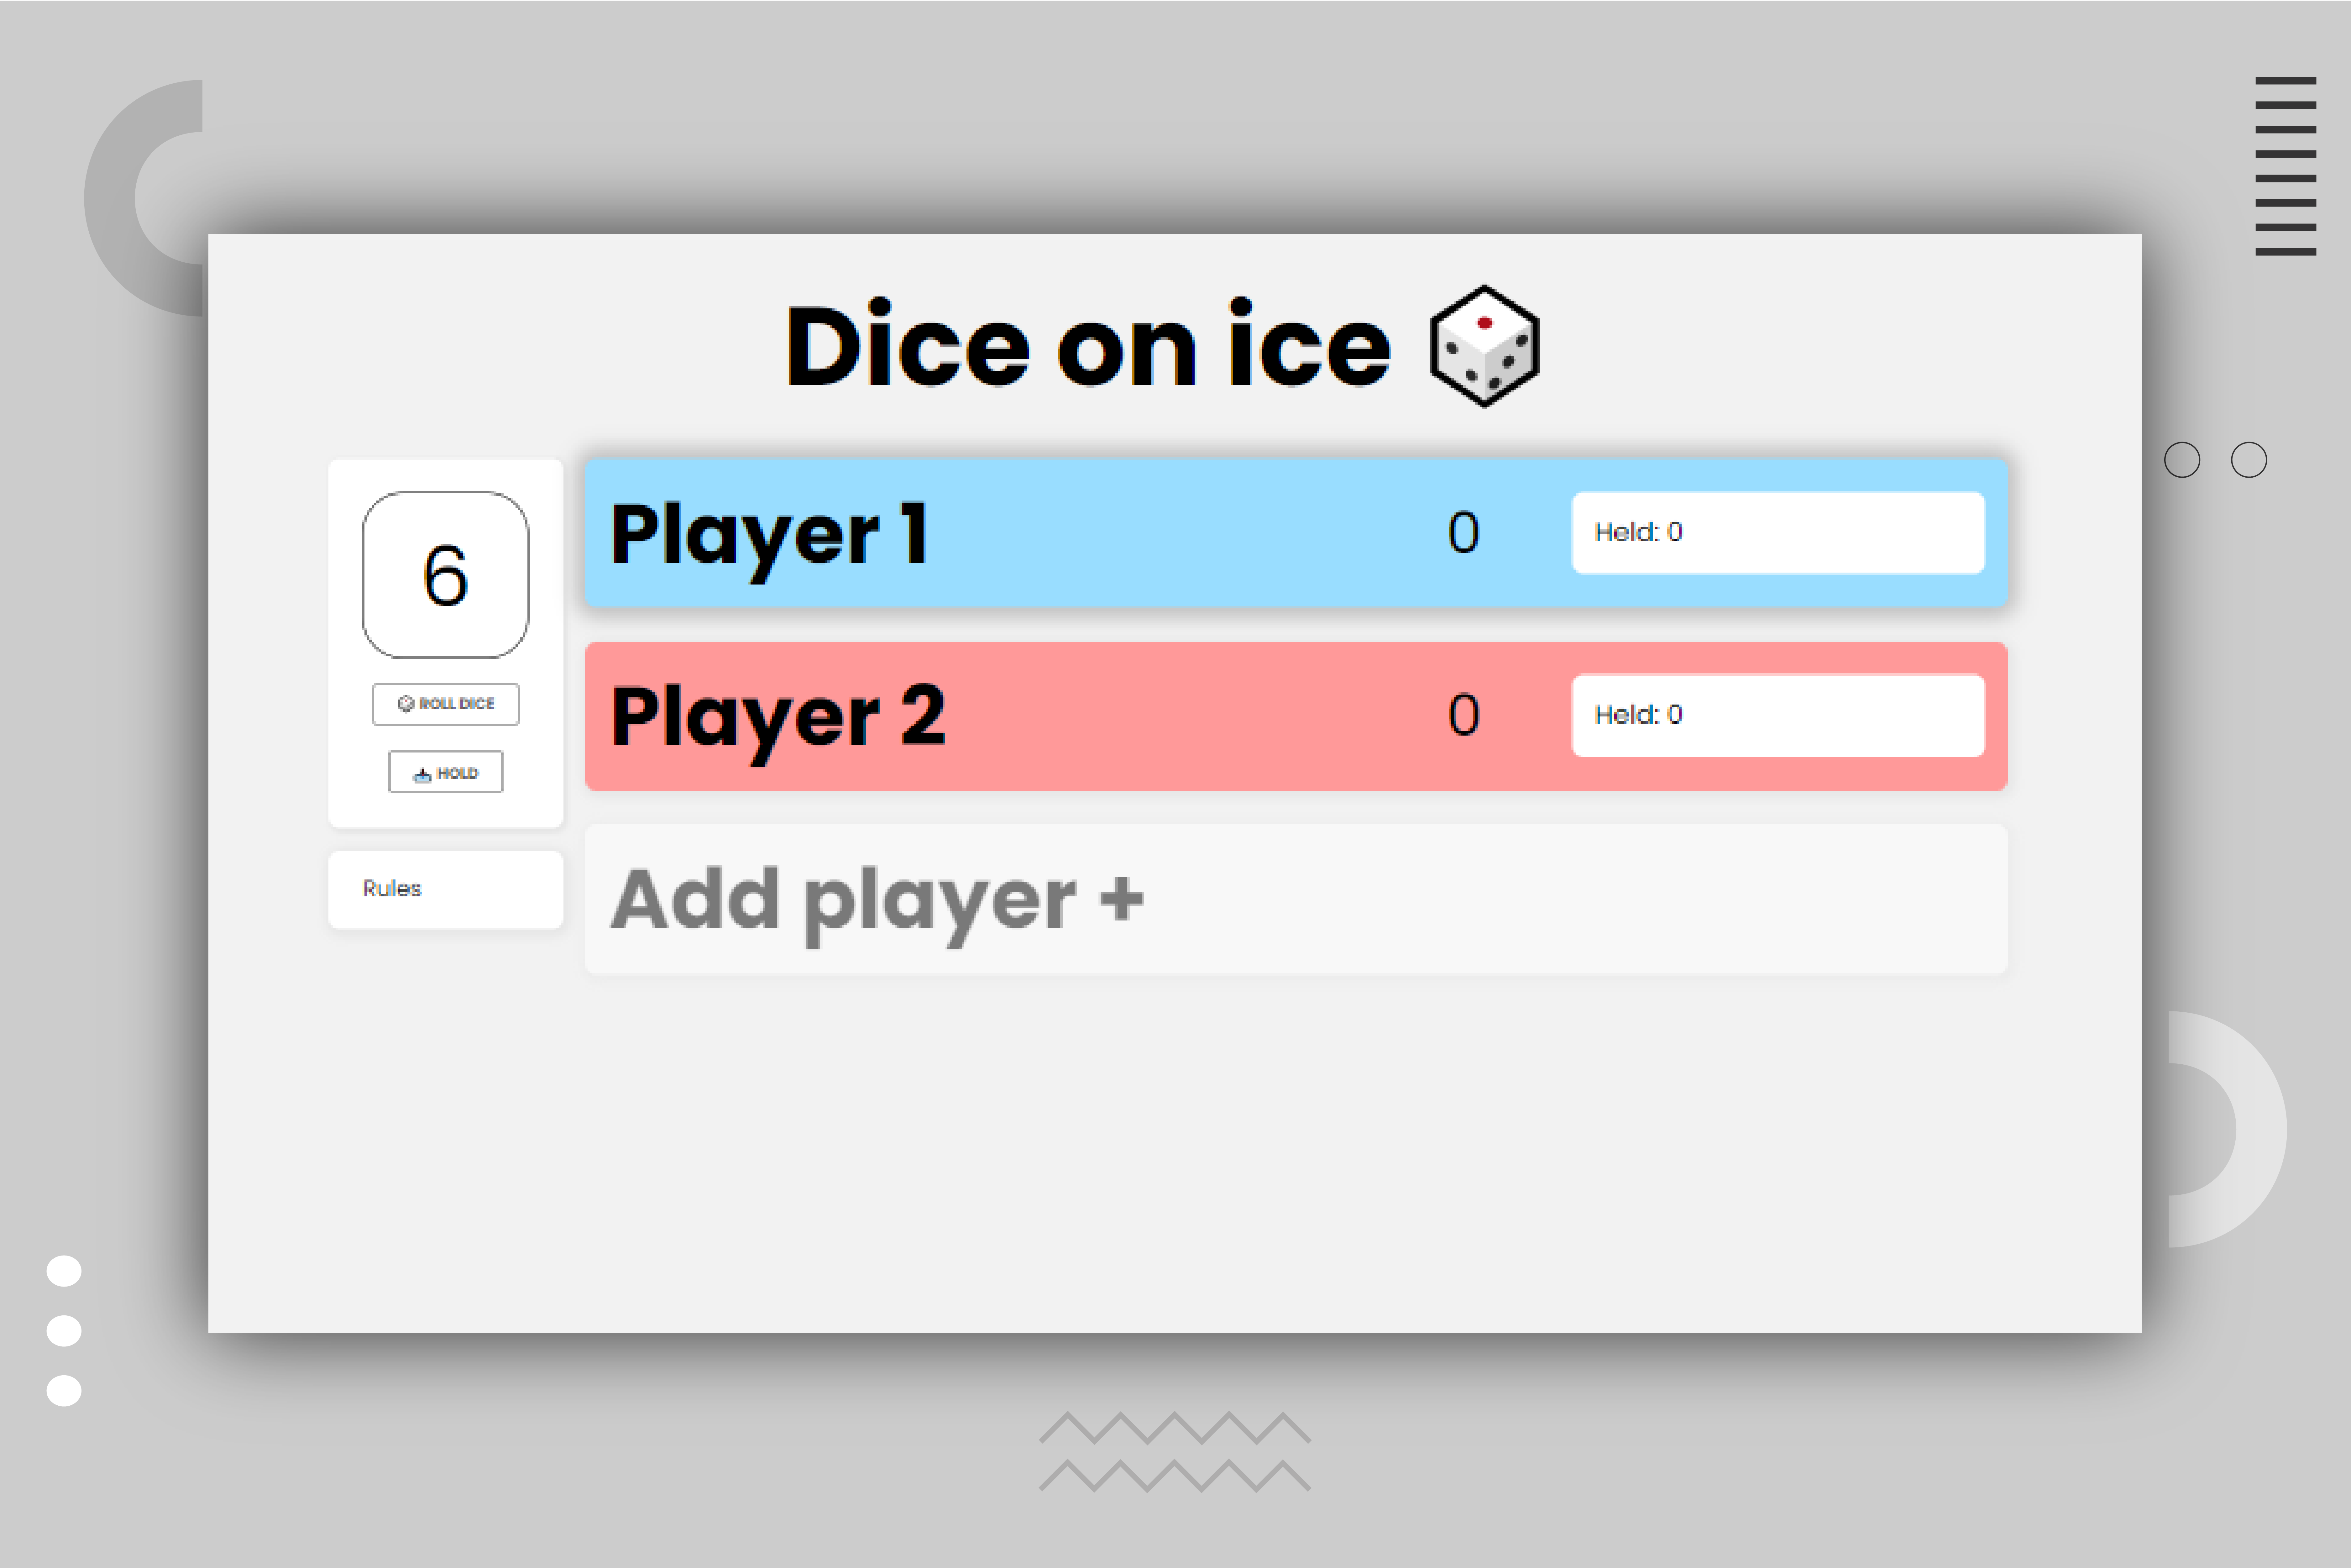 Dice on ice
6
ROLL DICE
HOLD
Rules
Player 1 0 Held: 0
Player 2 0 Held: 0
Add player +